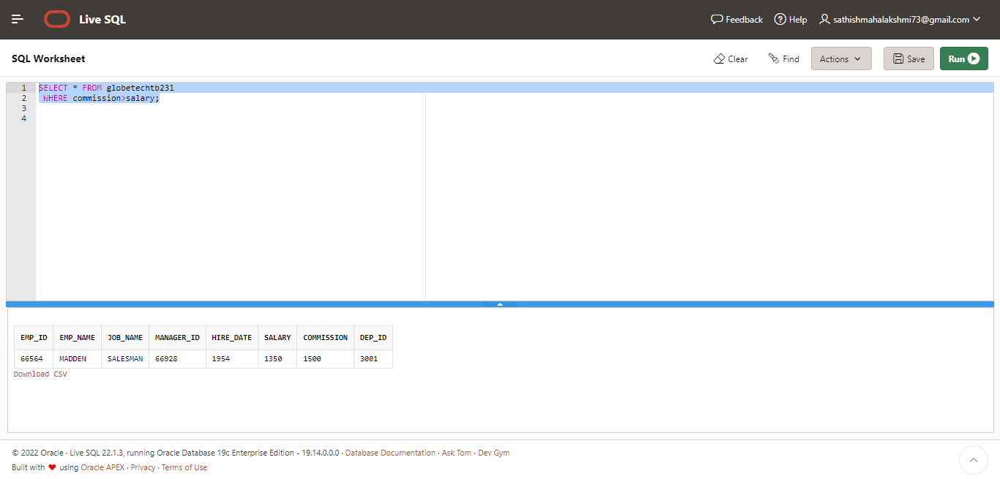 Live SQL
Feedback Help sathishmahalakshmi73@gmail.com
SQL Worksheet
Clear Find Actions Save Run
1 SELECT * FROM globetechtb231
2 WHERE commission>salary;
3
4
EMP_ID EMP_NAME JOB_NAME MANAGER_ID HIRE_DATE SALARY COMMISSION DEP_ID
66564 MADDEN SALESMAN 66928 1954 1350 1500 3001
Download CSV
© 2022 Oracle · Live SQL 22.1.3, running Oracle Database 19c Enterprise Edition - 19.14.0.0.0 · Database Documentation · Ask Tom · Dev Gym
Built with ❤ using Oracle APEX · Privacy · Terms of Use